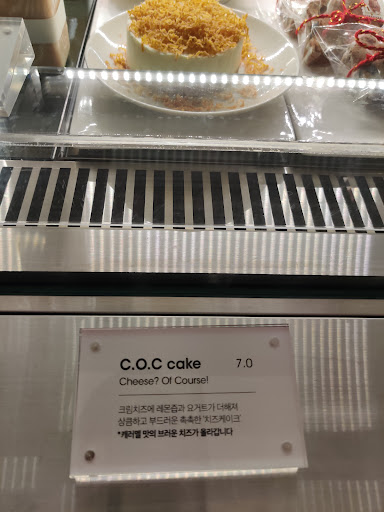 C.O.C cake 7.0
Cheese? Of Course!
크림치즈에 레몬즙과 요거트가 더해져
상큼하고 부드러운 촉촉한 '치즈케이크'
*캐러멜 맛의 브라운 치즈가 올라갑니다